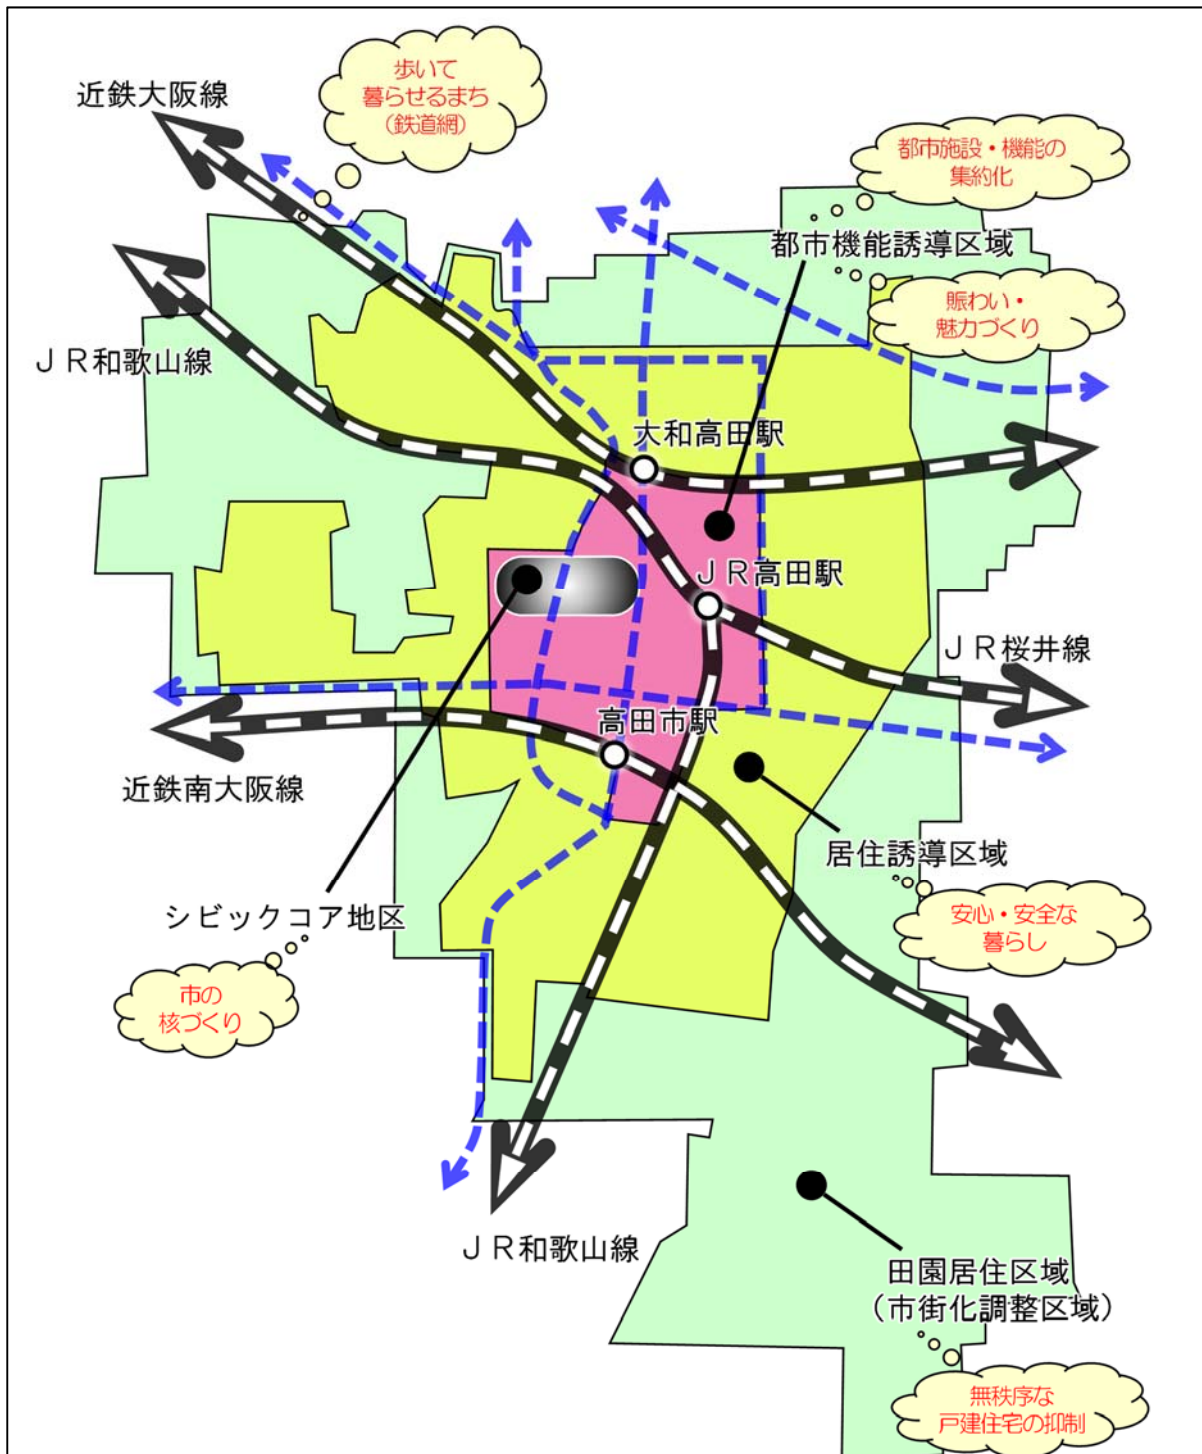 歩いて
暮らせるまち
（鉄道網）
近鉄大阪線
都市施設・機能の
集約化
都市機能誘導区域
賑わい・
魅力づくり
ＪＲ和歌山線
大和高田駅
ＪＲ高田駅
ＪＲ桜井線
高田市駅
近鉄南大阪線
居住誘導区域
シビックコア地区
安心・安全な
暮らし
市の
核づくり
ＪＲ和歌山線
田園居住区域
（市街化調整区域）
無秩序な
戸建住宅の抑制